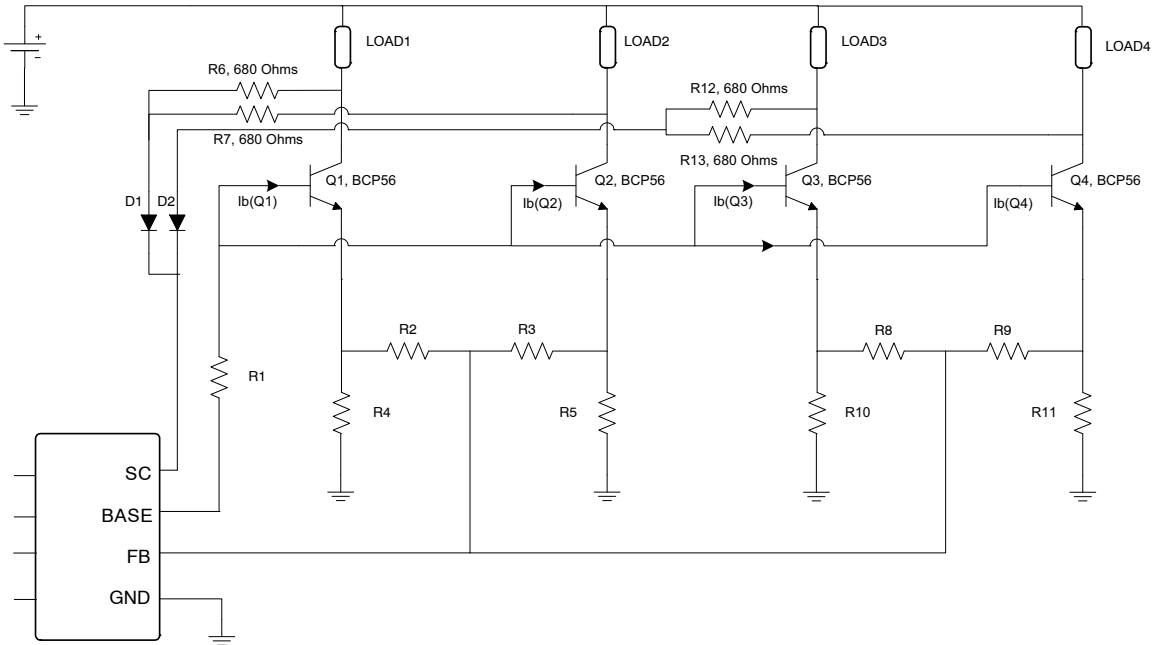 +
−
LOAD1
LOAD2
LOAD3
LOAD4
R6, 680 Ohms
R7, 680 Ohms
R12, 680 Ohms
R13, 680 Ohms
Q1, BCP56
Q2, BCP56
Q3, BCP56
Q4, BCP56
D1
D2
Ib(Q1)
Ib(Q2)
Ib(Q3)
Ib(Q4)
R2
R3
R8
R9
R1
R4
R5
R10
R11
SC
BASE
FB
GND